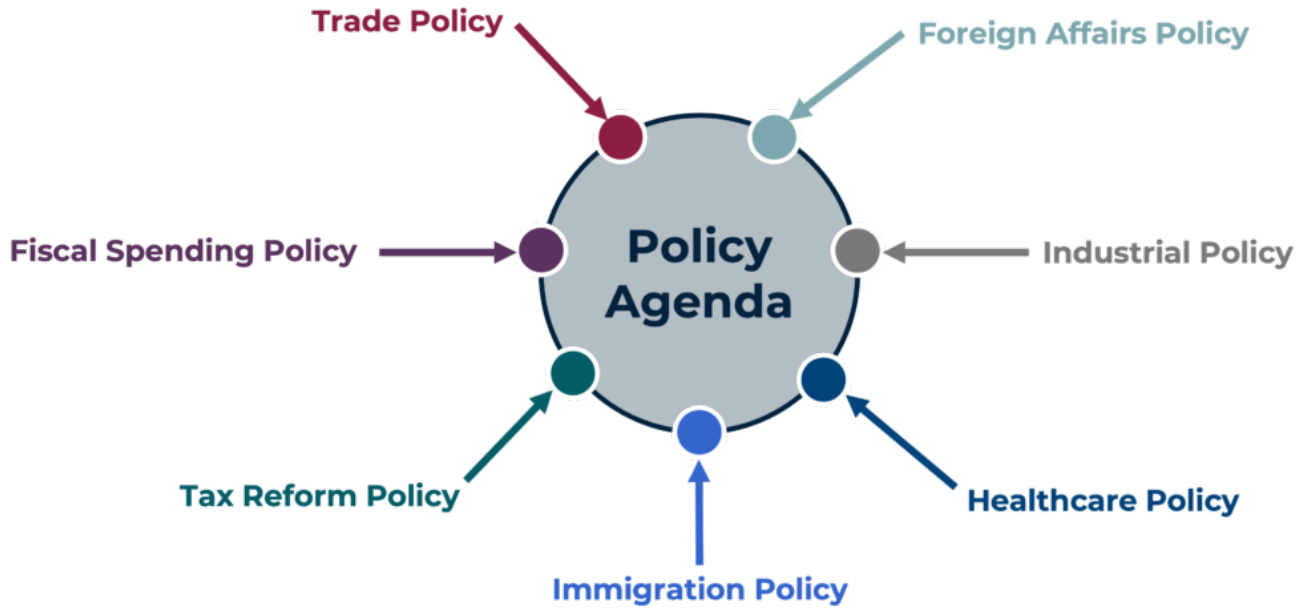 Trade Policy
Foreign Affairs Policy
Fiscal Spending Policy
Policy
Agenda
Industrial Policy
Tax Reform Policy
Healthcare Policy
Immigration Policy